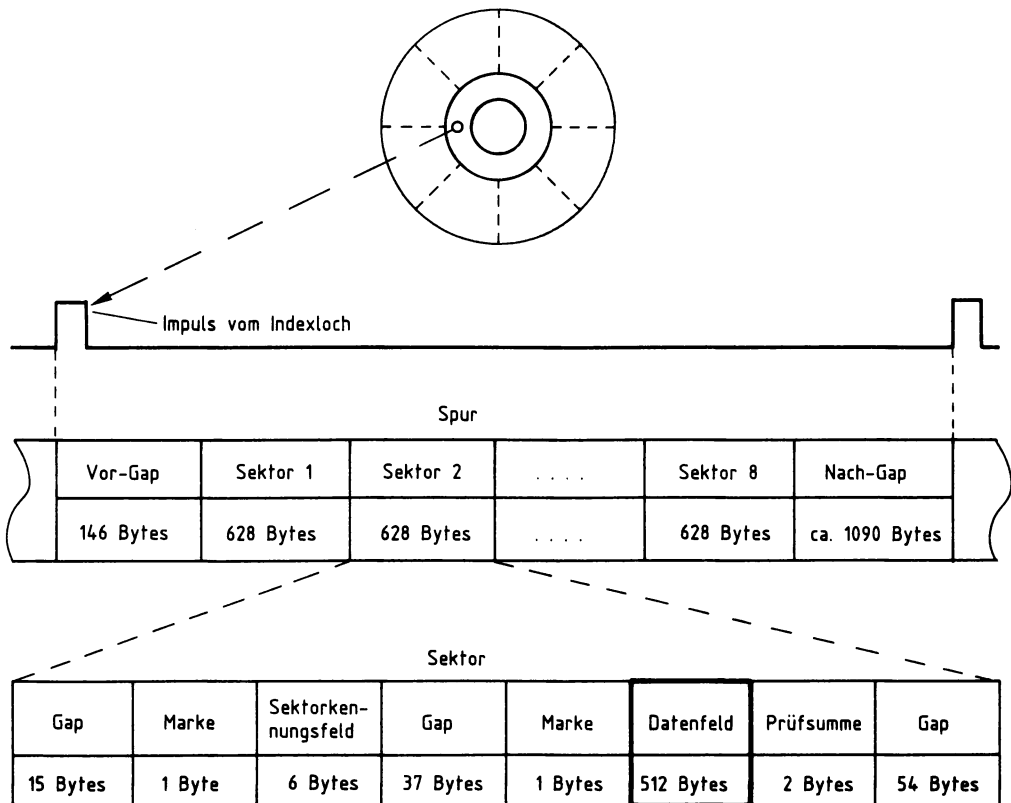 Impuls vom Indexloch
Spur
Vor-Gap Sektor 1 Sektor 2 . . . . Sektor 8 Nach-Gap
146 Bytes 628 Bytes 628 Bytes . . . . 628 Bytes ca. 1090 Bytes
Sektor
Gap Marke Sektorken-
nungsfeld Gap Marke Datenfeld Prüfsumme Gap
15 Bytes 1 Byte 6 Bytes 37 Bytes 1 Bytes 512 Bytes 2 Bytes 54 Bytes